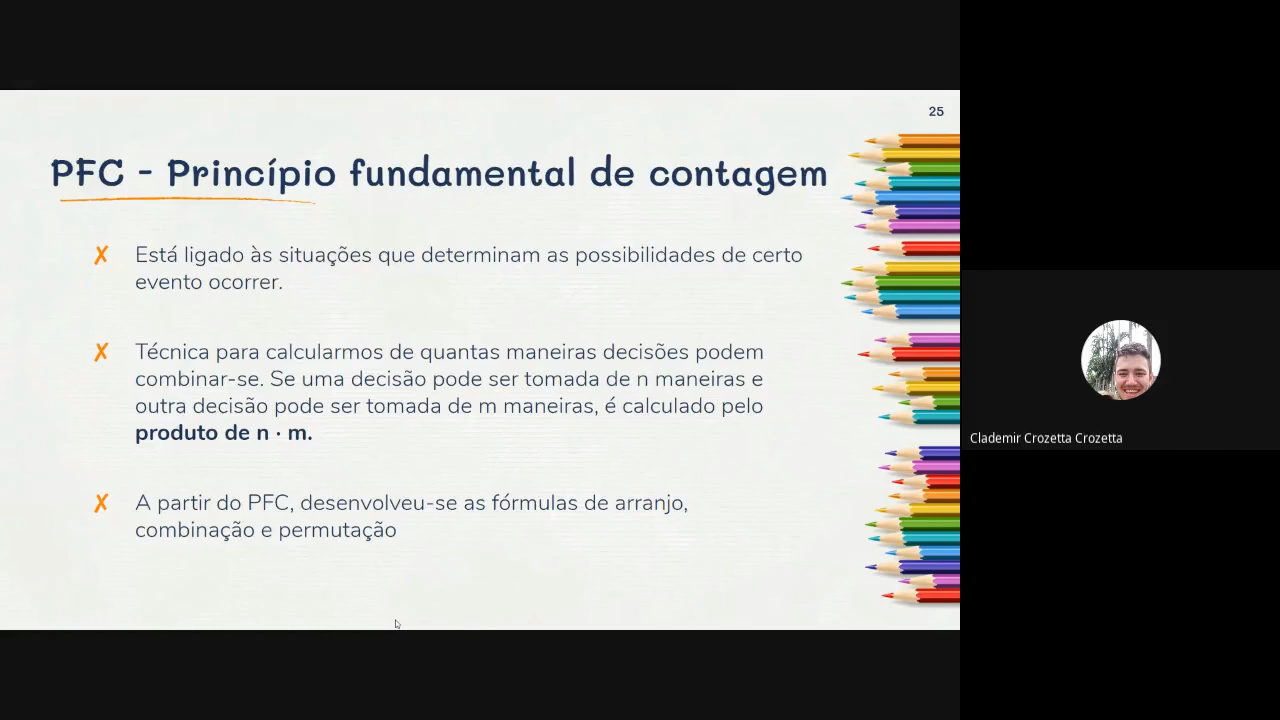 25
PFC - Princípio fundamental de contagem
✗ Está ligado às situações que determinam as possibilidades de certo
evento ocorrer.
✗ Técnica para calcularmos de quantas maneiras decisões podem
combinar-se. Se uma decisão pode ser tomada de n maneiras e
outra decisão pode ser tomada de m maneiras, é calculado pelo
produto de n · m.
✗ A partir do PFC, desenvolveu-se as fórmulas de arranjo,
combinação e permutação
Clademir Crozetta Crozetta